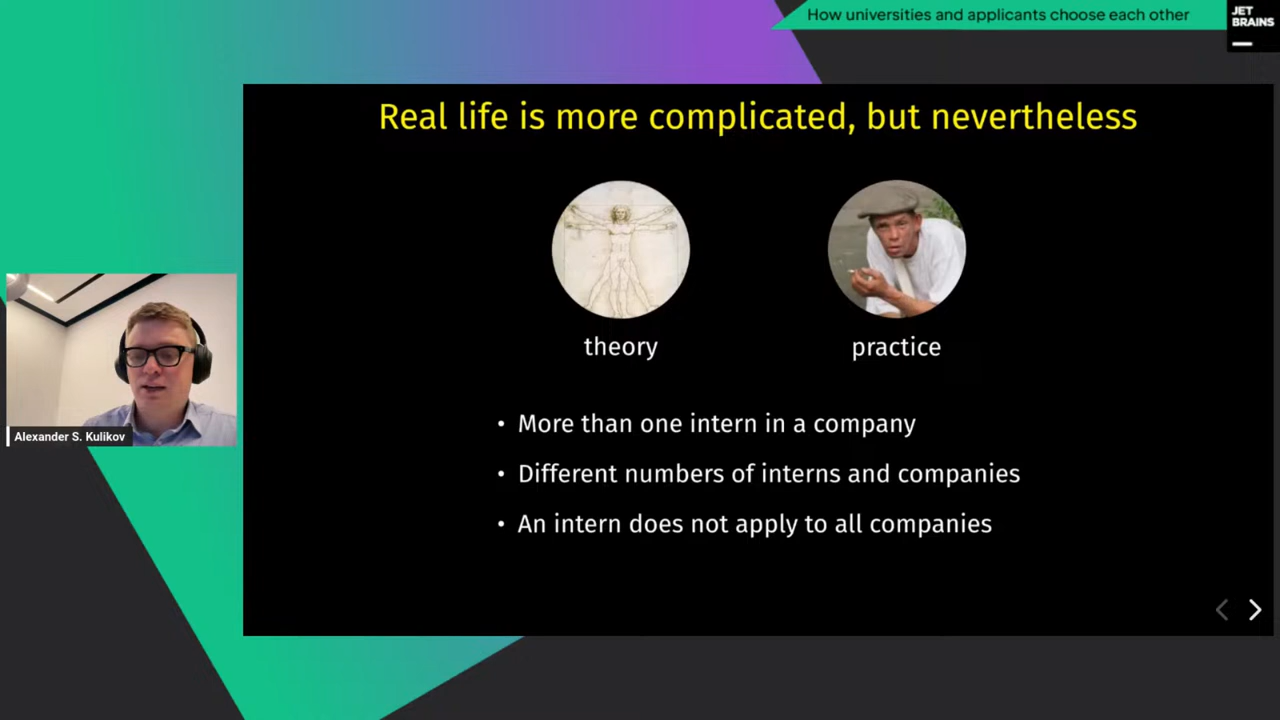 How universities and applicants choose each other
JET
BRAINS
Real life is more complicated, but nevertheless
theory
practice
• More than one intern in a company
• Different numbers of interns and companies
• An intern does not apply to all companies
Alexander S. Kulikov